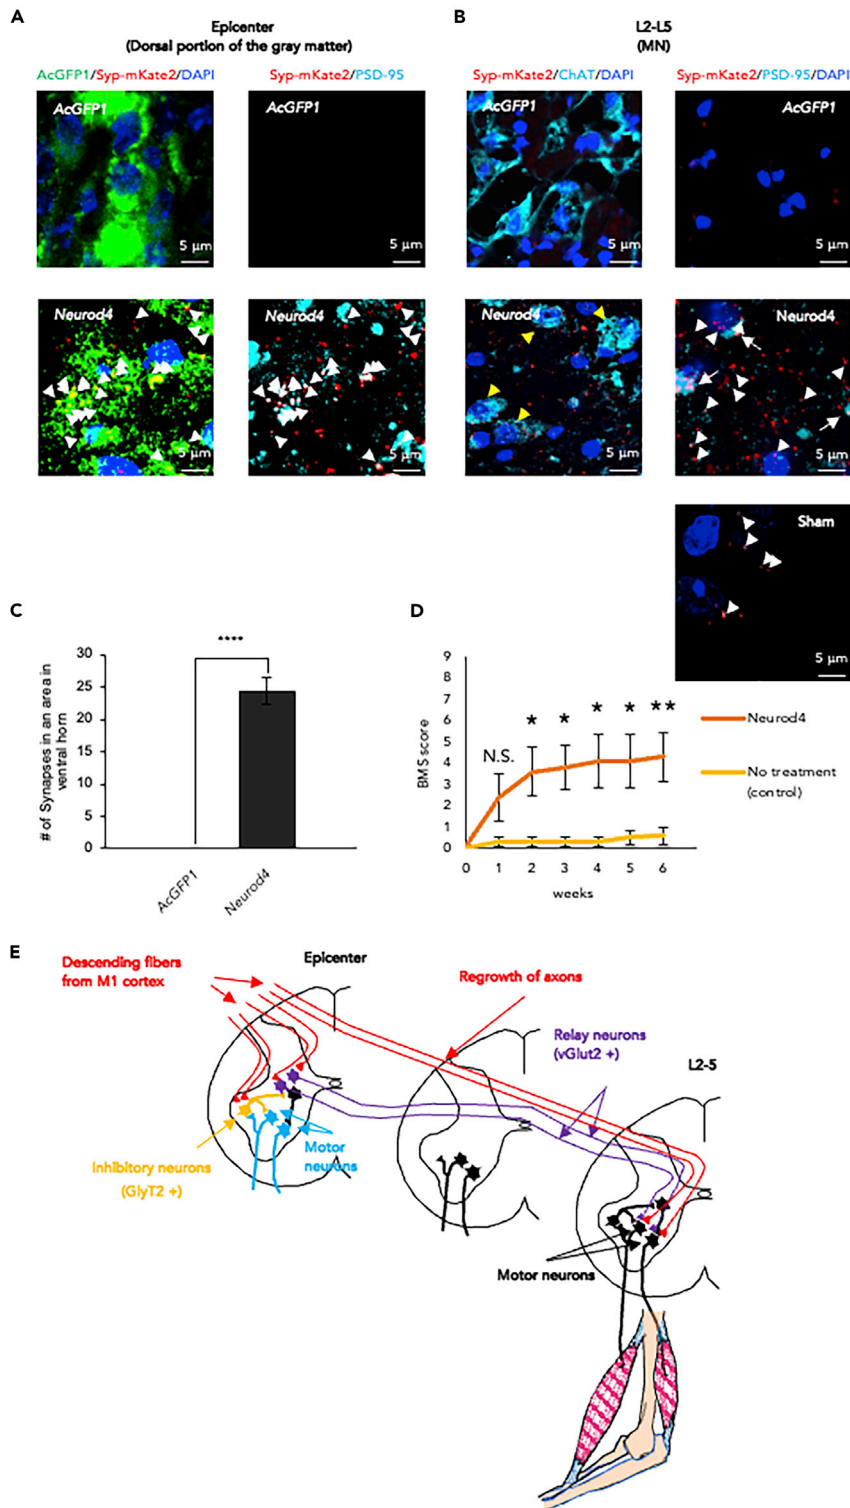 A
Epicenter
(Dorsal portion of the gray matter)
AcGFP1/Syp-mKate2/DAPI
Syp-mKate2/PSD-95
AcGFP1
5 µm
AcGFP1
5 µm
Neurod4
5 µm
Neurod4
5 µm
B
L2-L5
(MN)
Syp-mKate2/ChAT/DAPI
Syp-mKate2/PSD-95/DAPI
AcGFP1
5 µm
AcGFP1
5 µm
Neurod4
5 µm
Neurod4
5 µm
Sham
5 µm
C
# of Synapses in an area in
ventral horn
30
25
20
15
10
5
0
****
AcGFP1
Neurod4
D
BMS score
9
8
7
6
5
4
3
2
1
0
N.S.
* * * * **
0 1 2 3 4 5 6
weeks
Neurod4
No treatment
(control)
E
Descending fibers
from M1 cortex
Epicenter
Regrowth of axons
Relay neurons
(vGlut2 +)
L2-5
Inhibitory neurons
(GlyT2 +)
Motor
neurons
Motor neurons